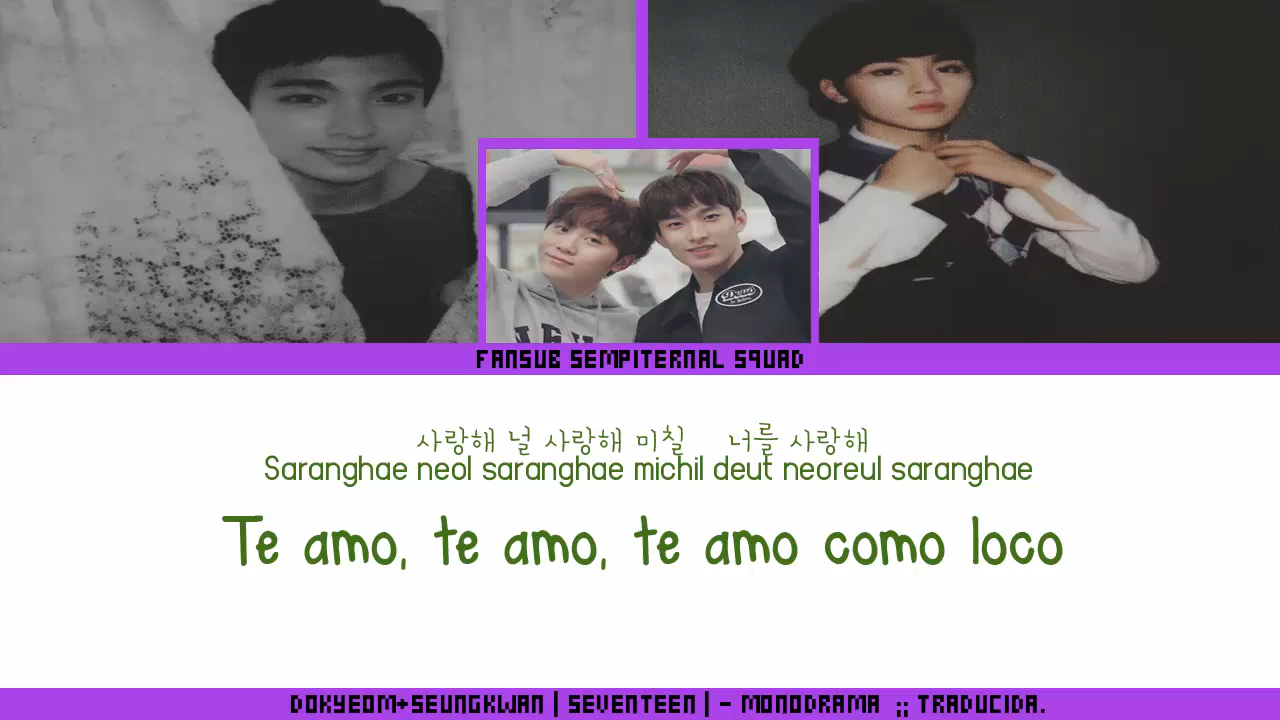 FANSUB SEMPITERNAL SQUAD
사랑해 널 사랑해 미칠 너를 사랑해
Saranghae neol saranghae michil deut neoreul saranghae
Te amo, te amo, te amo como loco
DOKYEOM+SEUNGKWAN | SEVENTEEN | - MONODRAMA ;; TRADUCIDA.